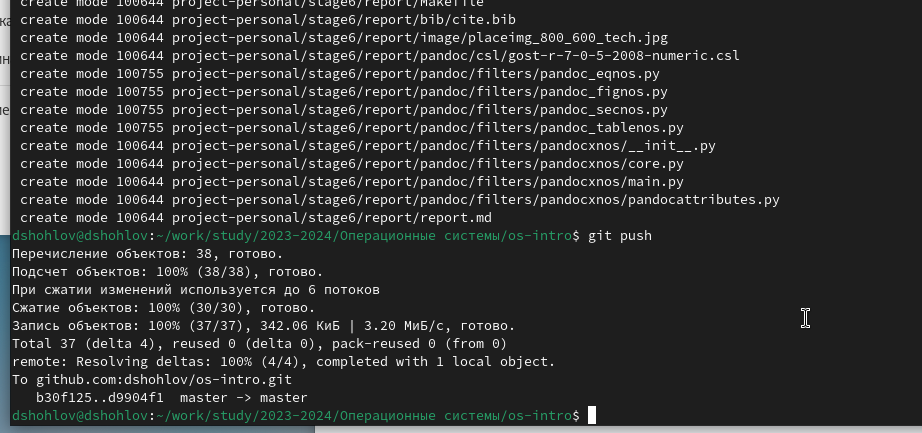 create mode 100644 project-personal/stage6/report/Makefile
create mode 100644 project-personal/stage6/report/bib/cite.bib
create mode 100644 project-personal/stage6/report/image/placeimg_800_600_tech.jpg
create mode 100644 project-personal/stage6/report/pandoc/csl/gost-r-7-0-5-2008-numeric.csl
create mode 100755 project-personal/stage6/report/pandoc/filters/pandoc_eqnos.py
create mode 100755 project-personal/stage6/report/pandoc/filters/pandoc_fignos.py
create mode 100755 project-personal/stage6/report/pandoc/filters/pandoc_secnos.py
create mode 100755 project-personal/stage6/report/pandoc/filters/pandoc_tablenos.py
create mode 100644 project-personal/stage6/report/pandoc/filters/pandocxnos/__init__.py
create mode 100644 project-personal/stage6/report/pandoc/filters/pandocxnos/core.py
create mode 100644 project-personal/stage6/report/pandoc/filters/pandocxnos/main.py
create mode 100644 project-personal/stage6/report/pandoc/filters/pandocxnos/pandocattributes.py
create mode 100644 project-personal/stage6/report/report.md
dshohlov@dshohlov:~/work/study/2023-2024/Операционные системы/os-intro$ git push
Перечисление объектов: 38, готово.
Подсчет объектов: 100% (38/38), готово.
При сжатии изменений используется до 6 потоков
Сжатие объектов: 100% (30/30), готово.
Запись объектов: 100% (37/37), 342.06 КиБ | 3.20 МиБ/с, готово.
Total 37 (delta 4), reused 0 (delta 0), pack-reused 0 (from 0)
remote: Resolving deltas: 100% (4/4), completed with 1 local object.
To github.com:dshohlov/os-intro.git
b30f125..d9904f1  master -> master
dshohlov@dshohlov:~/work/study/2023-2024/Операционные системы/os-intro$